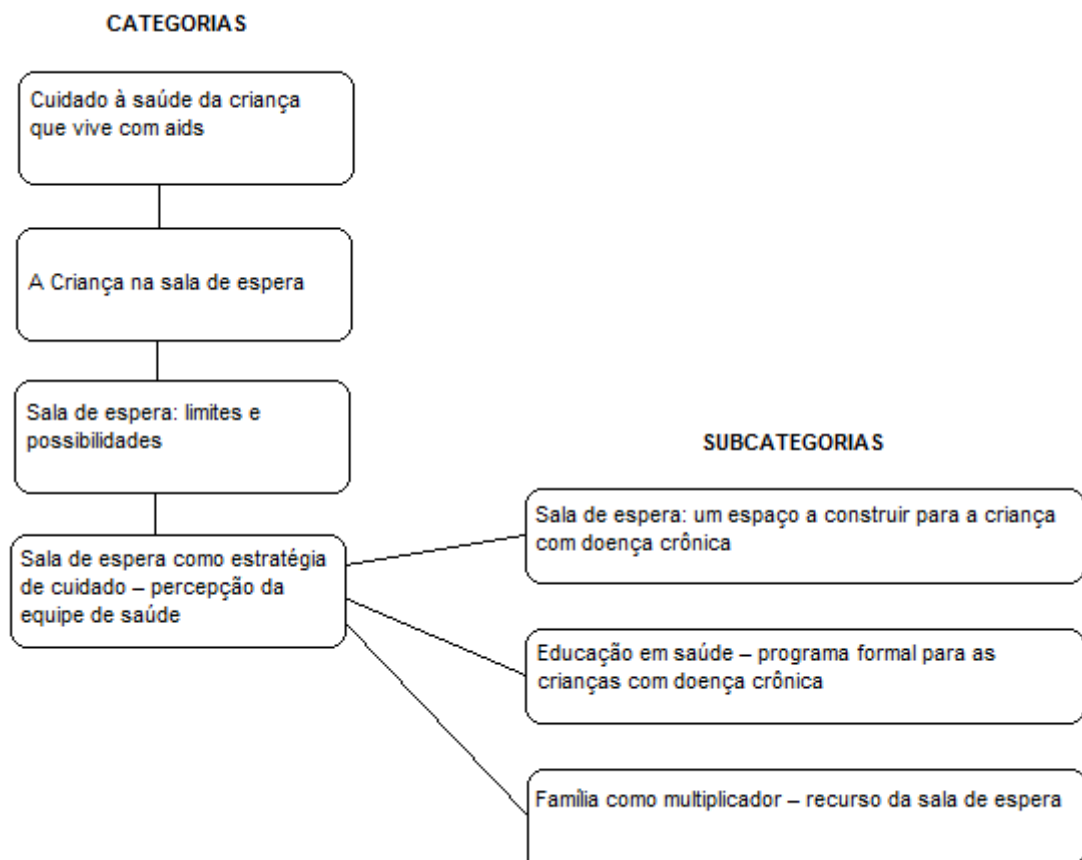 CATEGORIAS
Cuidado à saúde da criança
que vive com aids
A Criança na sala de espera
Sala de espera: limites e
possibilidades
Sala de espera como estratégia
de cuidado – percepção da
equipe de saúde
SUBCATEGORIAS
Sala de espera: um espaço a construir para a criança
com doença crônica
Educação em saúde – programa formal para as
crianças com doença crônica
Família como multiplicador – recurso da sala de espera